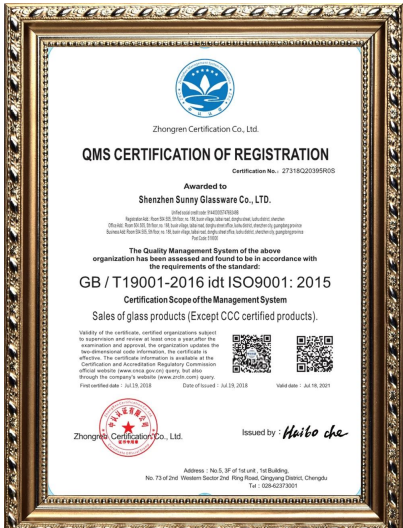 Zhongren Certification Co., Ltd.
QMS CERTIFICATION OF REGISTRATION
Certification No.: 27318Q20395R0S
Awarded to
Shenzhen Sunny Glassware Co., LTD.
The Quality Management System of the above
organization has been assessed and found to be in accordance with
the requirements of the standard:
GB / T19001-2016 idt ISO9001: 2015
Certification Scope of the Management System
Sales of glass products (Except CCC certified products).
Validity of the certificate, certified organizations subject
to supervision and review at least once a year.after the
examination and approval, the organization updates the
two-dimensional code information, the certificate is
effective. The certificate information is available at the
Certification and Accreditation Regulatory Commission
official website (www.cnca.gov.cn) query, but also
through the company's website (www.zrclb.com) query.
First certified date : Jul.19, 2018 Date of Issued : Jul.19, 2018 Valid date : Jul.18, 2021
Zhongren Certification Co., Ltd.
Issued by : Haibo che
Address : No.5, 3F of 1st unit , 1st Building,
No. 73 of 2nd Western Sector 2nd Ring Road, Qingyang District, Chengdu
Tel : 028-62373001